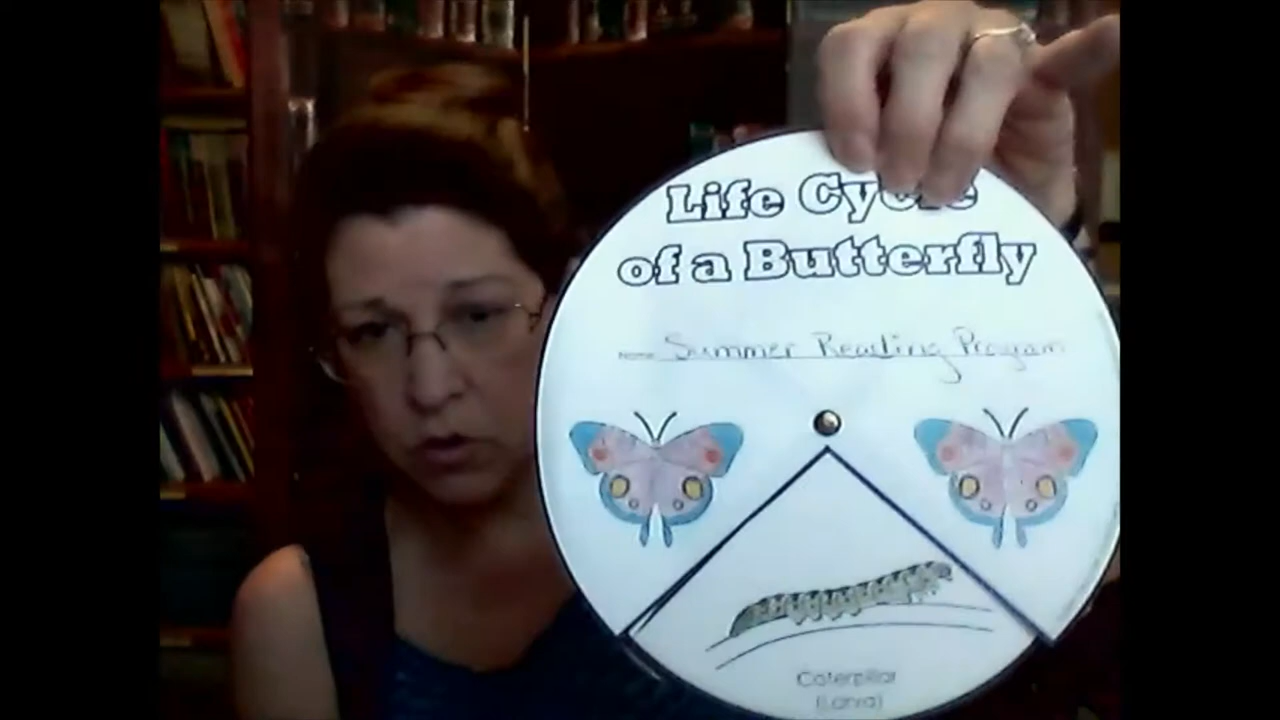 Life Cycle
of a Butterfly
Name: Summer Reading Program
Caterpillar
(Larva)